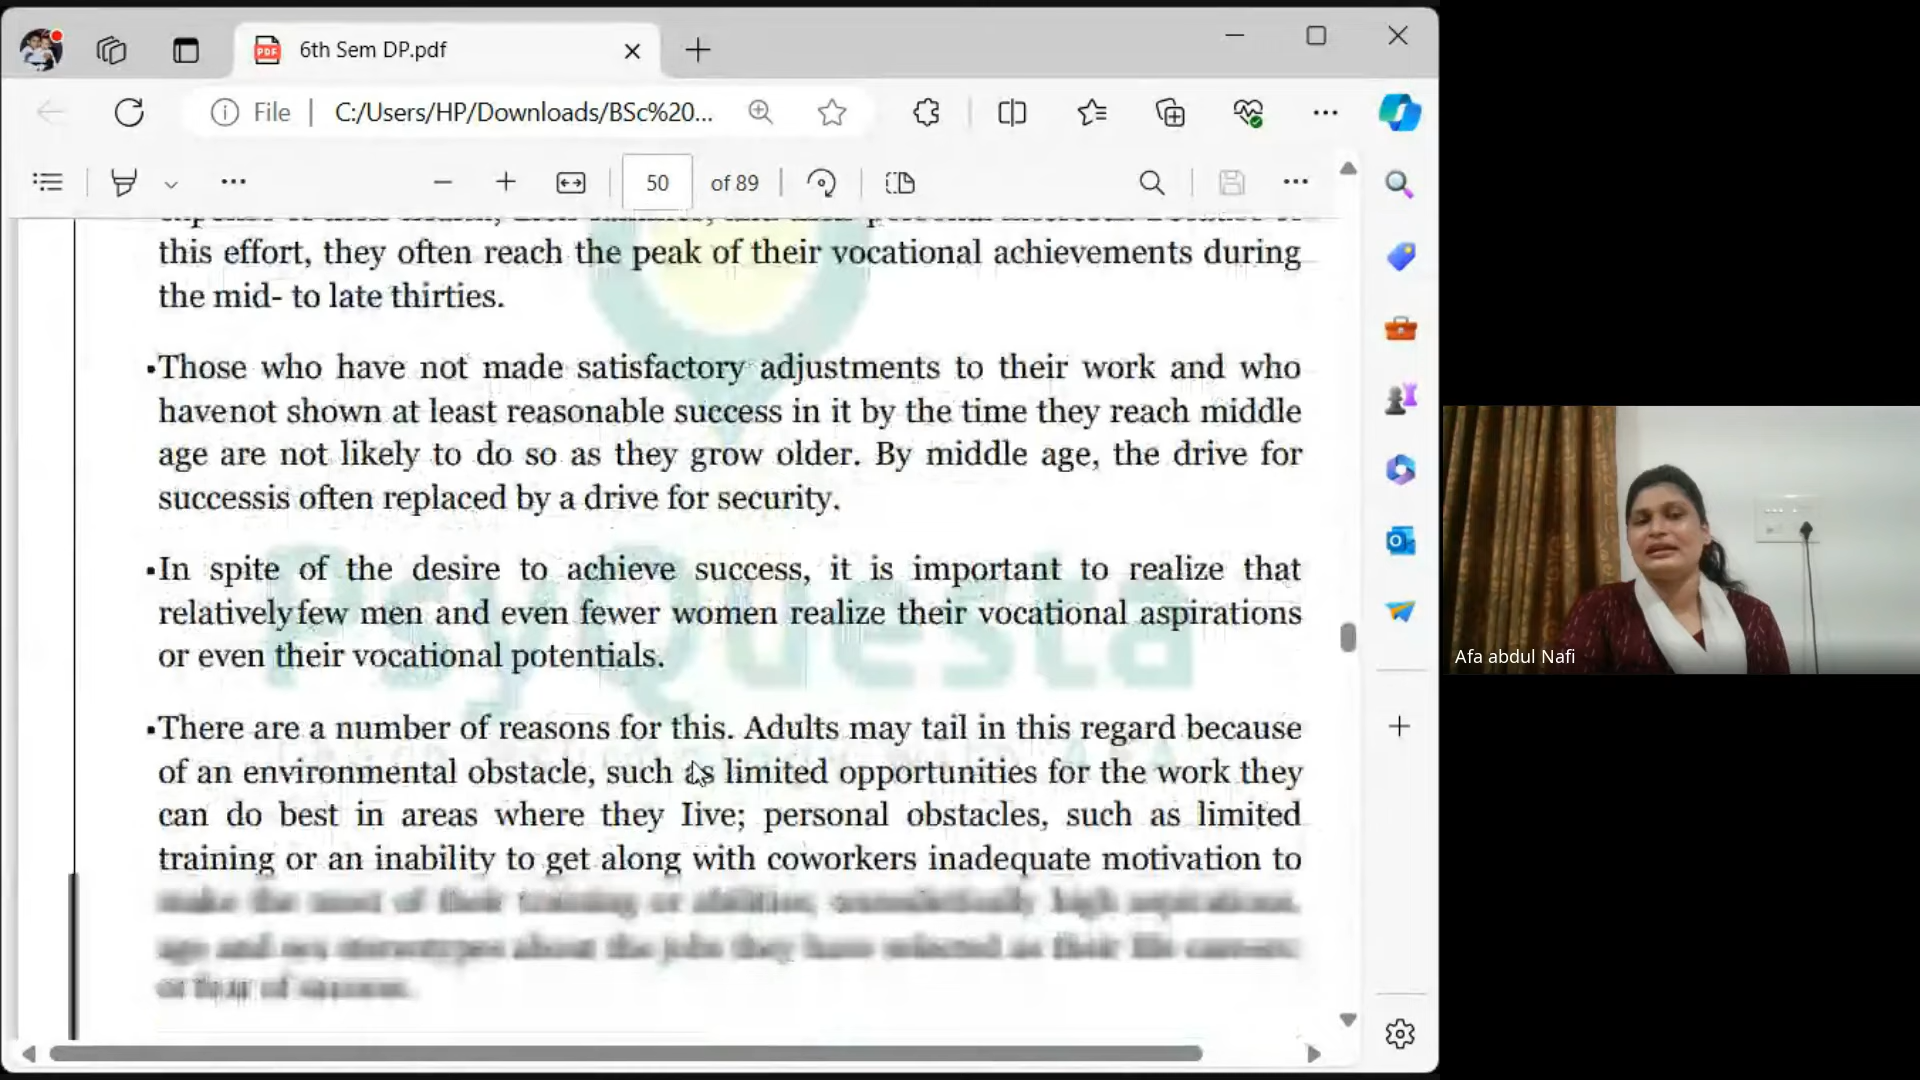 6th Sem DP.pdf
File
C:/Users/HP/Downloads/BSc%20...
50 of 89
this effort, they often reach the peak of their vocational achievements during
the mid- to late thirties.
▪Those who have not made satisfactory adjustments to their work and who
havenot shown at least reasonable success in it by the time they reach middle
age are not likely to do so as they grow older. By middle age, the drive for
successis often replaced by a drive for security.
▪In spite of the desire to achieve success, it is important to realize that
relativelyfew men and even fewer women realize their vocational aspirations
or even their vocational potentials.
▪There are a number of reasons for this. Adults may tail in this regard because
of an environmental obstacle, such as limited opportunities for the work they
can do best in areas where they Iive; personal obstacles, such as limited
training or an inability to get along with coworkers inadequate motivation to
PsyQuesta
Afa abdul Nafi